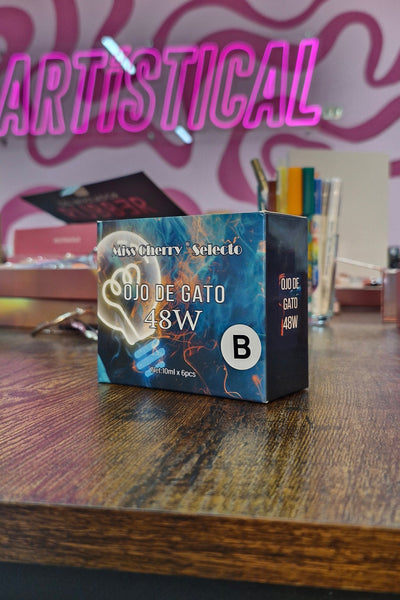 ARTISTICAL
Miss Cherry Selecto
OJO DE GATO
48W
B
Net:10ml x 6pcs
OJO DE
GATO
48W